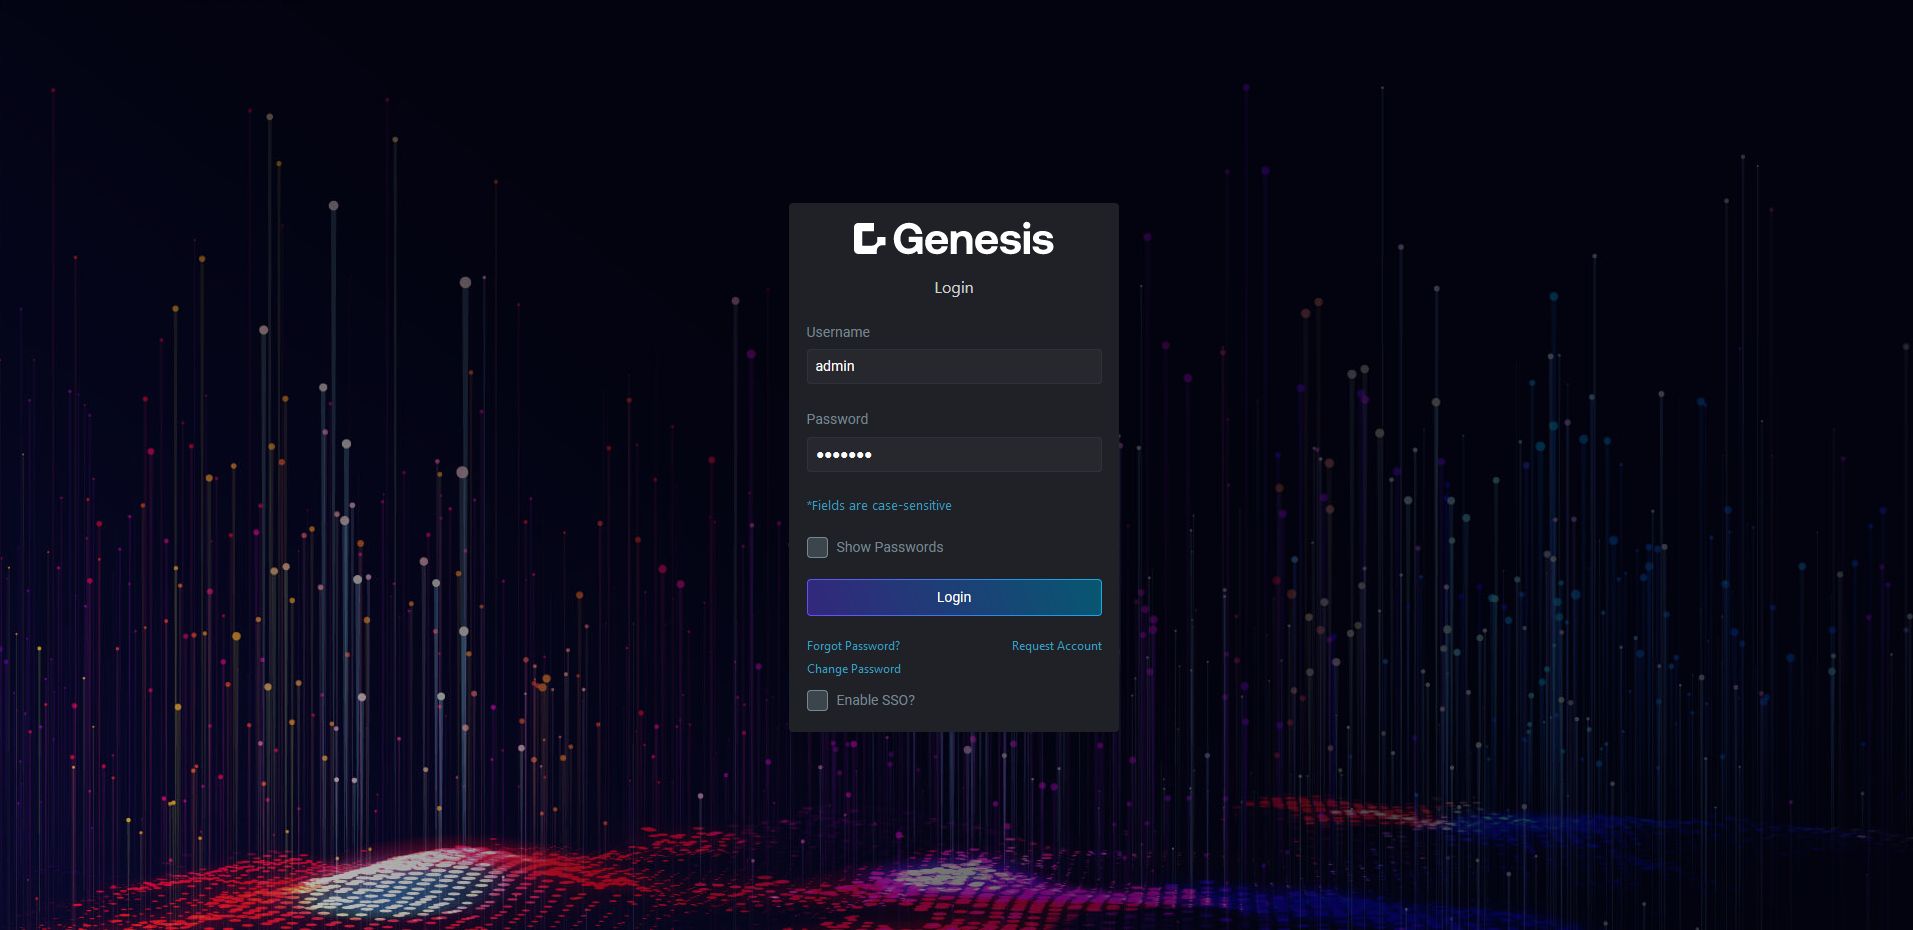 Genesis
Login
Username
admin
Password
•••••••
*Fields are case-sensitive
Show Passwords
Login
Forgot Password? Request Account
Change Password
Enable SSO?